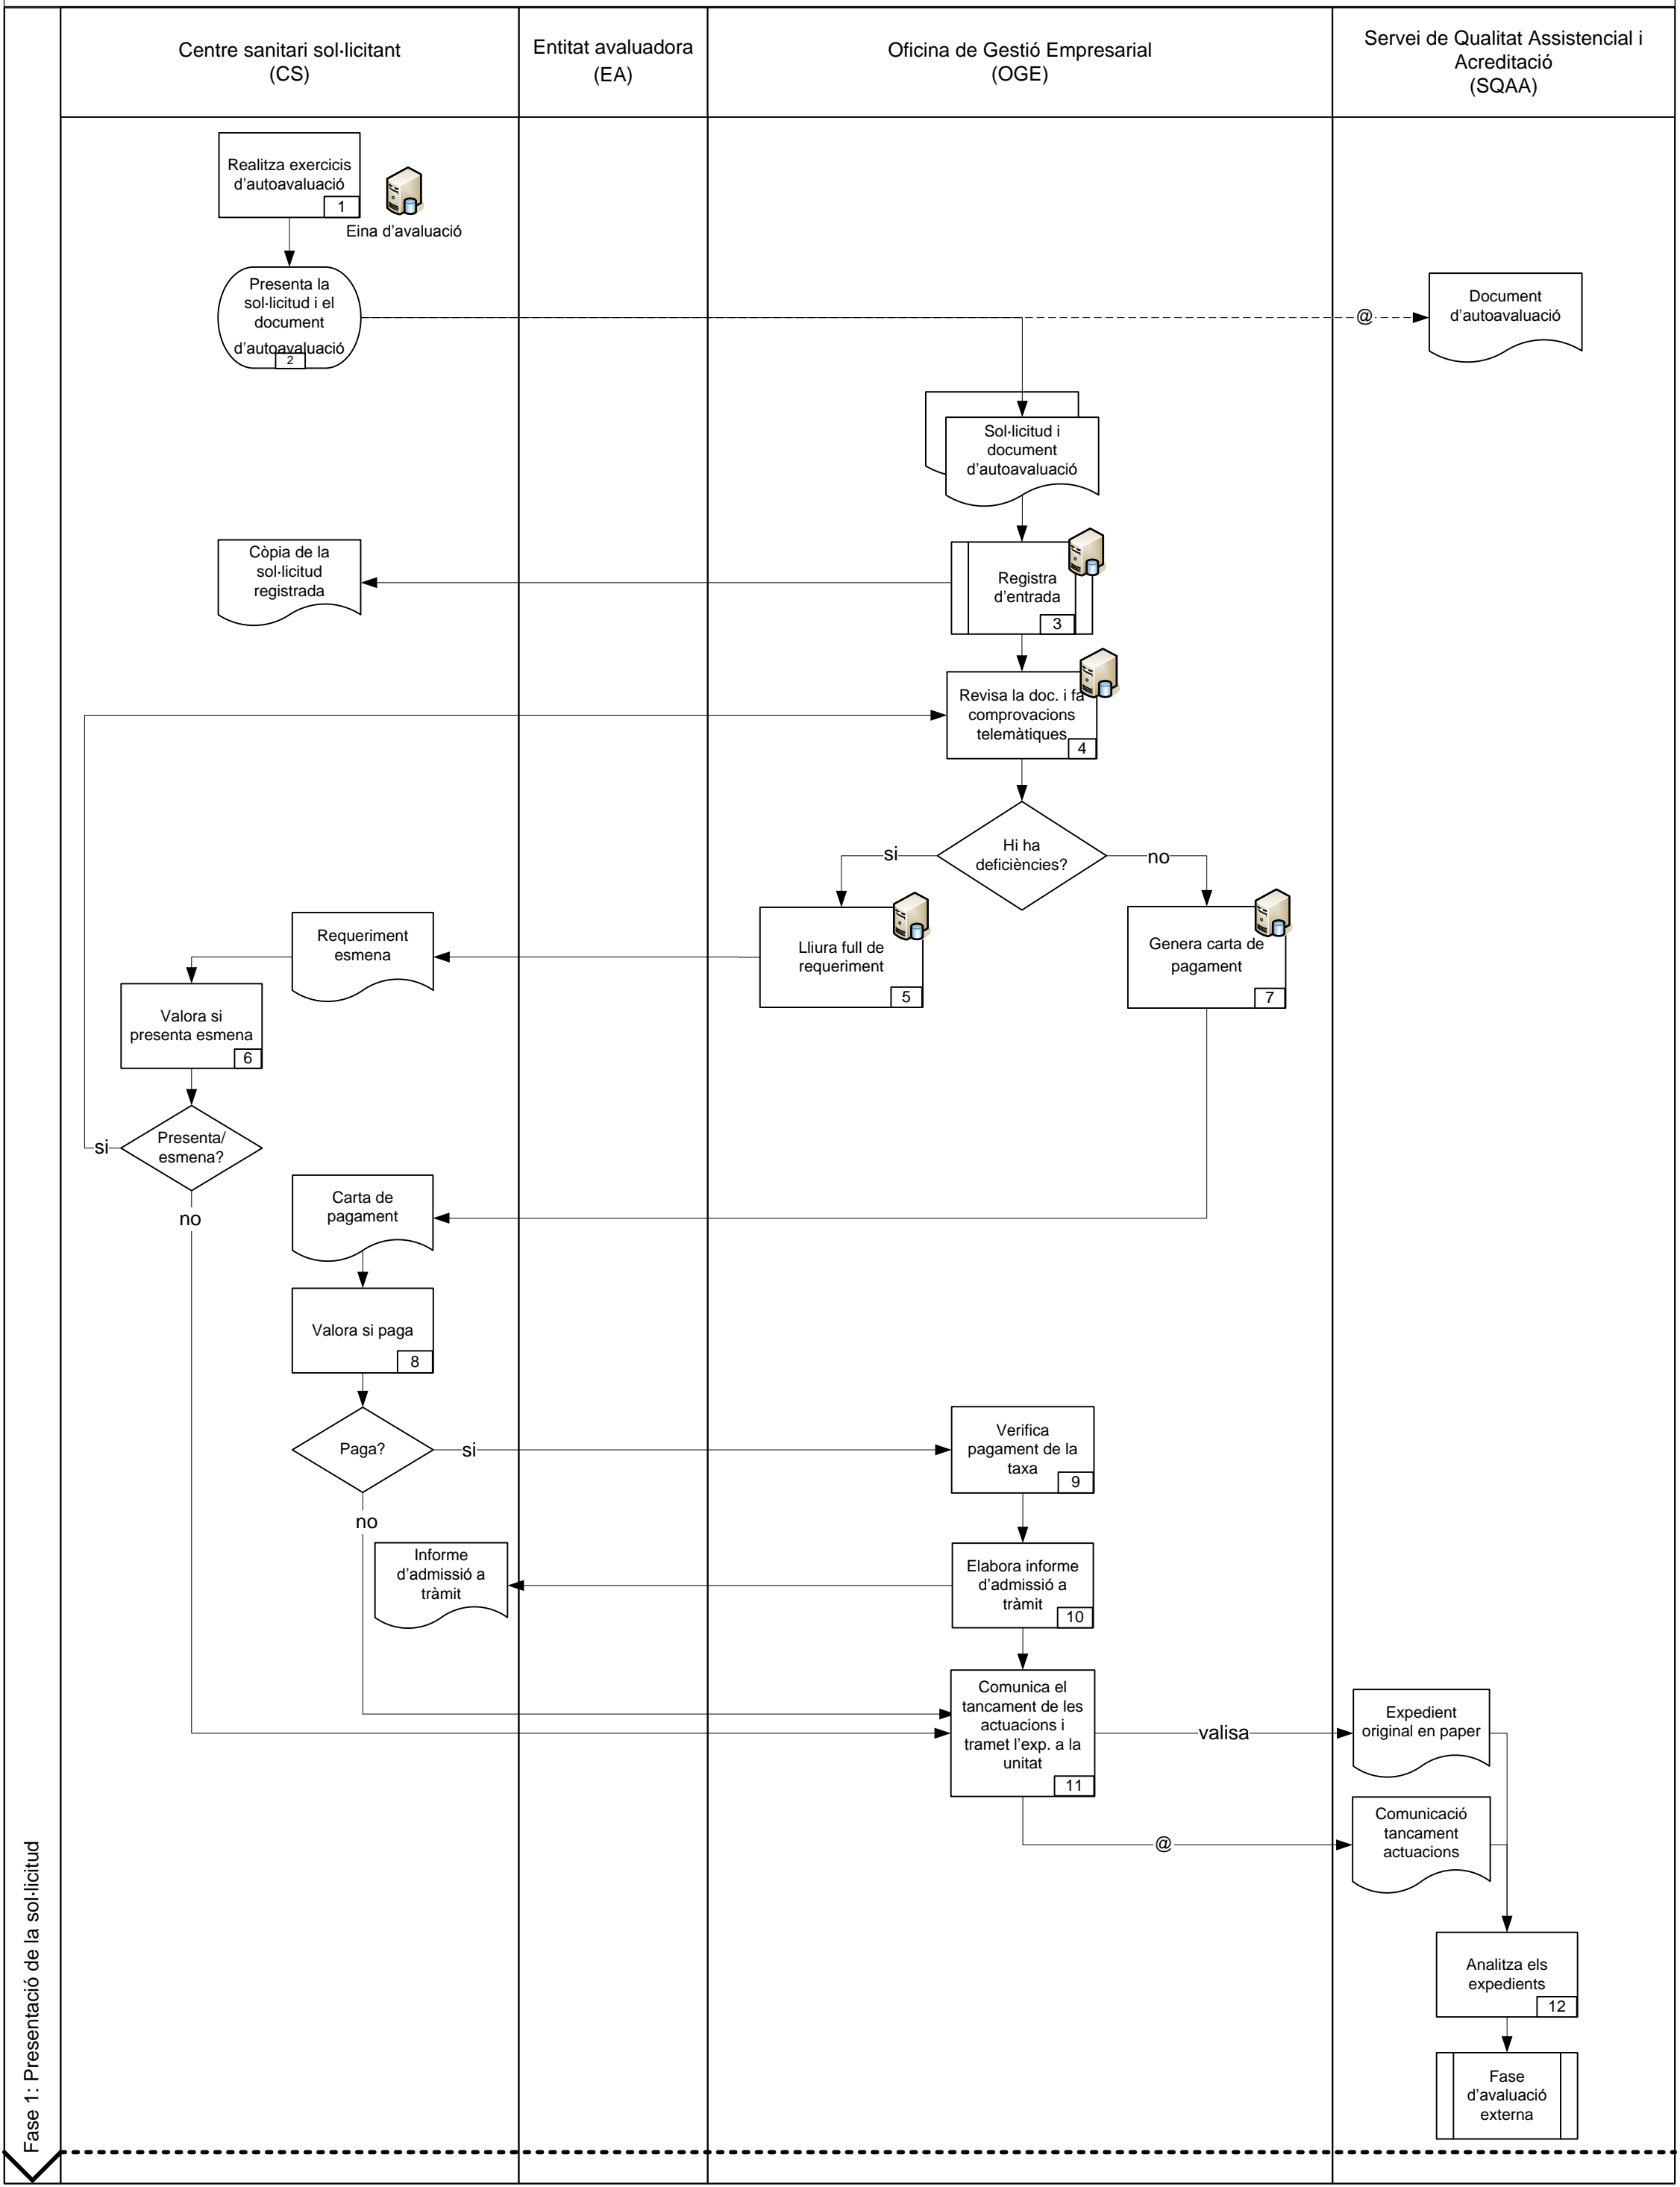 Centre sanitari sol·licitant
(CS)
Entitat avaluadora
(EA)
Oficina de Gestió Empresarial
(OGE)
Servei de Qualitat Assistencial i
Acreditació
(SQAA)
Realitza exercicis
d'autoavaluació
1
Eina d'avaluació
Presenta la
sol·licitud i el
document
d'autoavaluació
2
@
Document
d'autoavaluació
Sol·licitud i
document
d'autoavaluació
Còpia de la
sol·licitud
registrada
Registra
d'entrada
3
Revisa la doc. i fa
comprovacions
telemàtiques
4
Hi ha
deficiències?
si
no
Requeriment
esmena
Lliura full de
requeriment
5
Genera carta de
pagament
7
Valora si
presenta esmena
6
Presenta/
esmena?
si
no
Carta de
pagament
Valora si paga
8
Paga?
si
no
Verifica
pagament de la
taxa
9
Informe
d'admissió a
tràmit
Elabora informe
d'admissió a
tràmit
10
Comunica el
tancament de les
actuacions i
tramet l'exp. a la
unitat
11
valisa
Expedient
original en paper
@
Comunicació
tancament
actuacions
Analitza els
expedients
12
Fase
d'avaluació
externa
Fase 1: Presentació de la sol·licitud